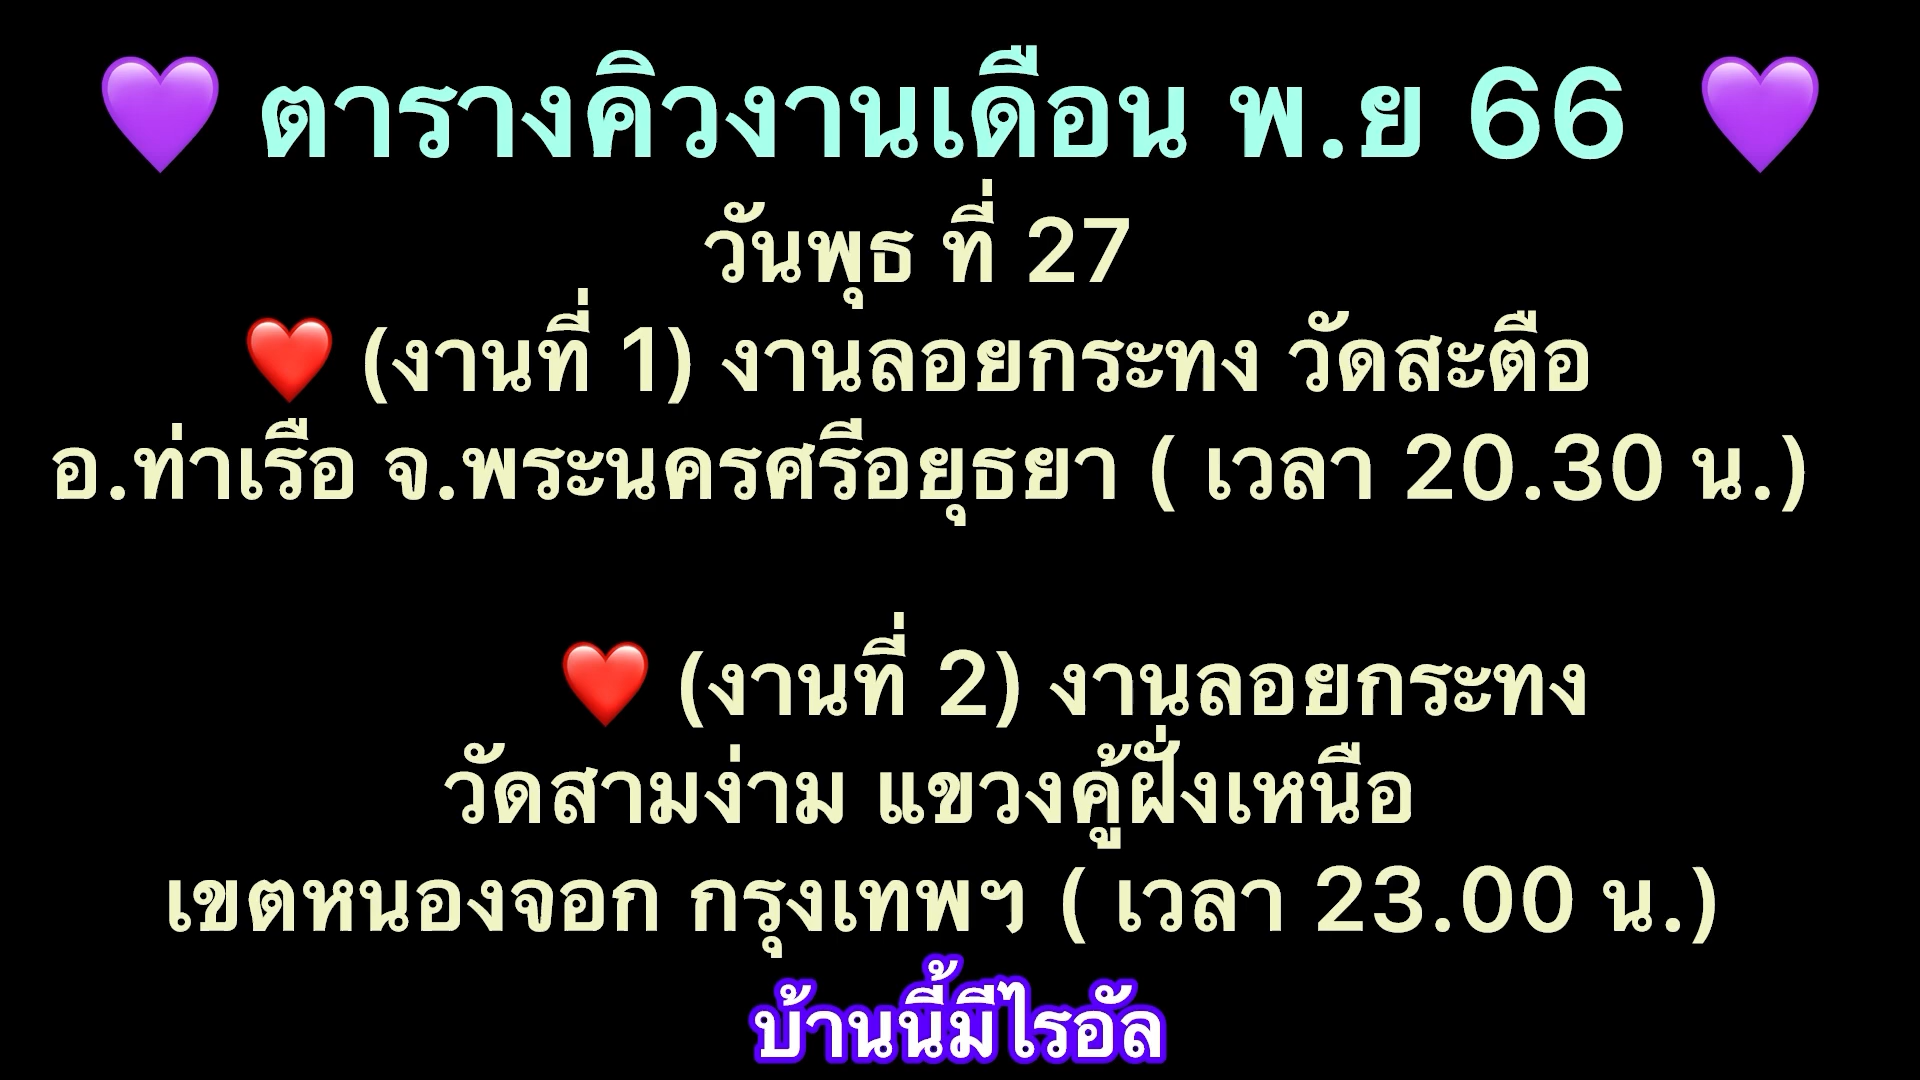 💜 ตารางคิวงานเดือน พ.ย 66 💜
วันพุธ ที่ 27
❤️ (งานที่ 1) งานลอยกระทง วัดสะตือ
อ.ท่าเรือ จ.พระนครศรีอยุธยา ( เวลา 20.30 น.)
❤️ (งานที่ 2) งานลอยกระทง
วัดสามง่าม แขวงคู้ฝั่งเหนือ
เขตหนองจอก กรุงเทพฯ ( เวลา 23.00 น.)
บ้านนี้มีไรอัล